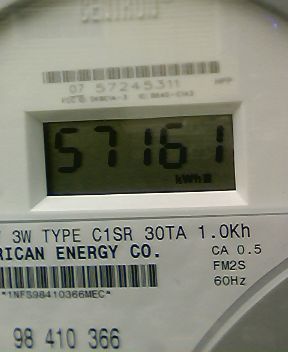 CENTRON
07 57245311
57161
kWh
3W TYPE C1SR 30TA 1.0Kh
RICAN ENERGY CO.
CA 0.5
FM2S
60Hz
*1NFS98410366MEC*
98 410 366